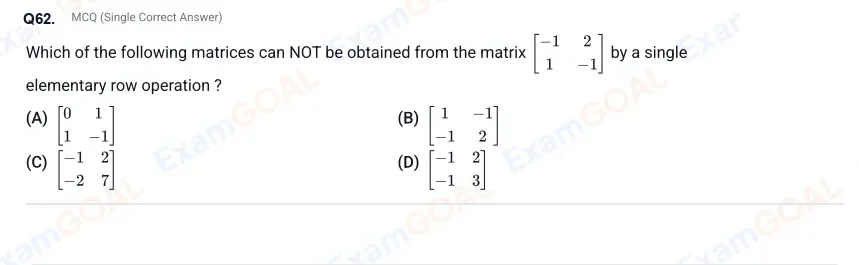 Q62. MCQ (Single Correct Answer)
Which of the following matrices can NOT be obtained from the matrix [−1 2; 1 −1] by a single
elementary row operation ?
(A) [0 1; 1 −1] (B) [1 −1; −1 2]
(C) [−1 2; −2 7] (D) [−1 2; −1 3]
ExamGOAL